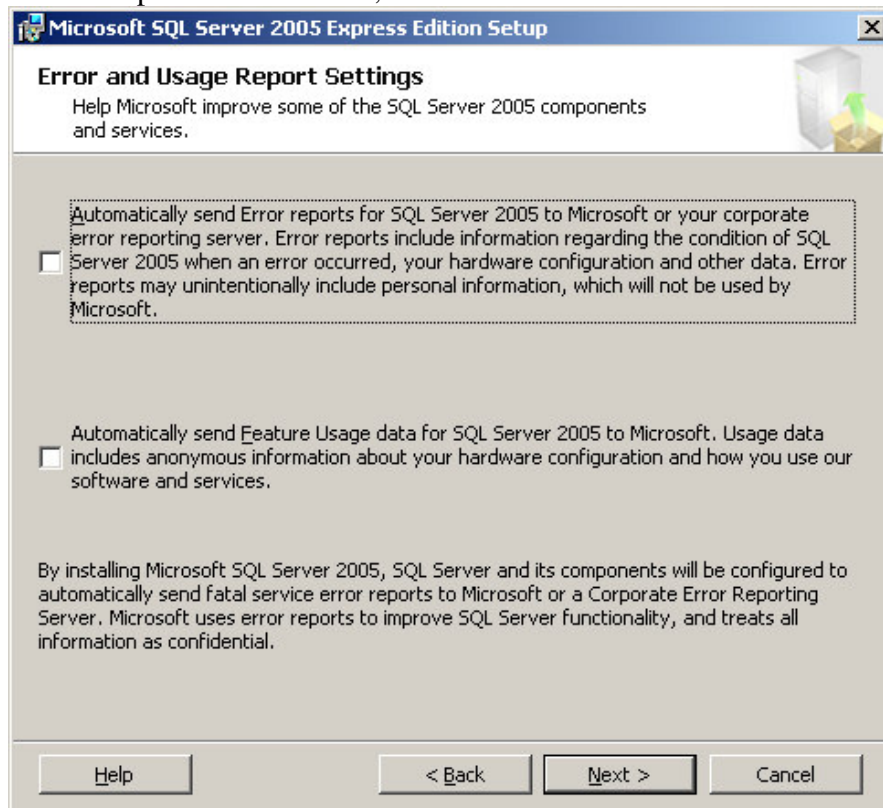 Microsoft SQL Server 2005 Express Edition Setup
Error and Usage Report Settings
Help Microsoft improve some of the SQL Server 2005 components
and services.
Automatically send Error reports for SQL Server 2005 to Microsoft or your corporate
error reporting server. Error reports include information regarding the condition of SQL
Server 2005 when an error occurred, your hardware configuration and other data. Error
reports may unintentionally include personal information, which will not be used by
Microsoft.
Automatically send Feature Usage data for SQL Server 2005 to Microsoft. Usage data
includes anonymous information about your hardware configuration and how you use our
software and services.
By installing Microsoft SQL Server 2005, SQL Server and its components will be configured to
automatically send fatal service error reports to Microsoft or a Corporate Error Reporting
Server. Microsoft uses error reports to improve SQL Server functionality, and treats all
information as confidential.
Help
< Back
Next >
Cancel